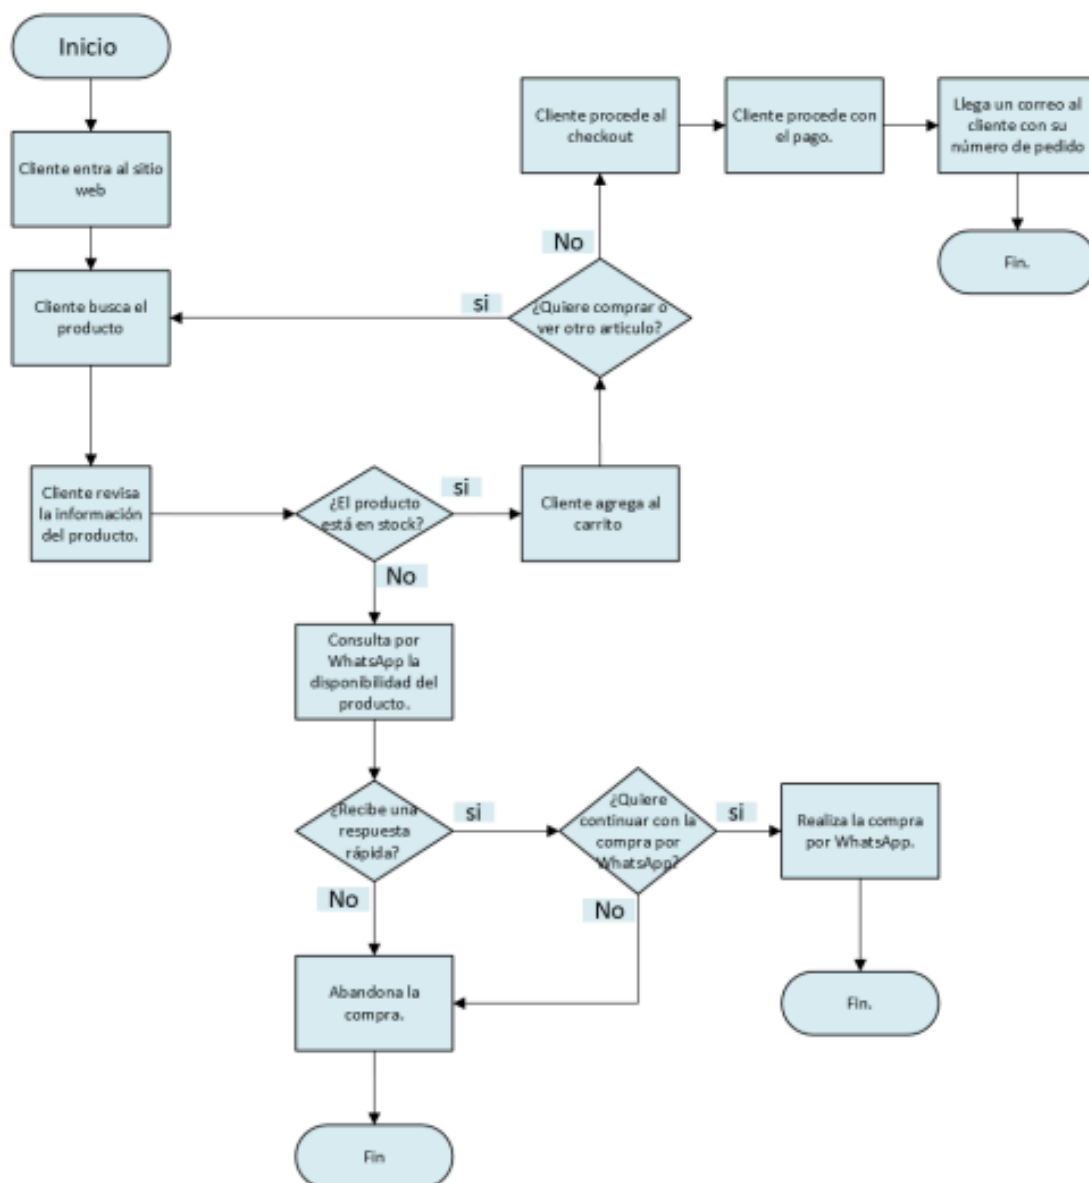 Inicio
Cliente entra al sitio
web
Cliente busca el
producto
Cliente revisa
la información
del producto.
¿El producto
está en stock?
si
No
Cliente agrega al
carrito
¿Quiere comprar o
ver otro articulo?
si
No
Cliente procede al
checkout
Cliente procede con
el pago.
Llega un correo al
cliente con su
número de pedido
Fin.
Consulta por
WhatsApp la
disponibilidad del
producto.
¿Recibe una
respuesta
rápida?
si
No
¿Quiere
continuar con la
compra por
WhatsApp?
si
No
Realiza la compra
por WhatsApp.
Fin.
Abandona la
compra.
Fin